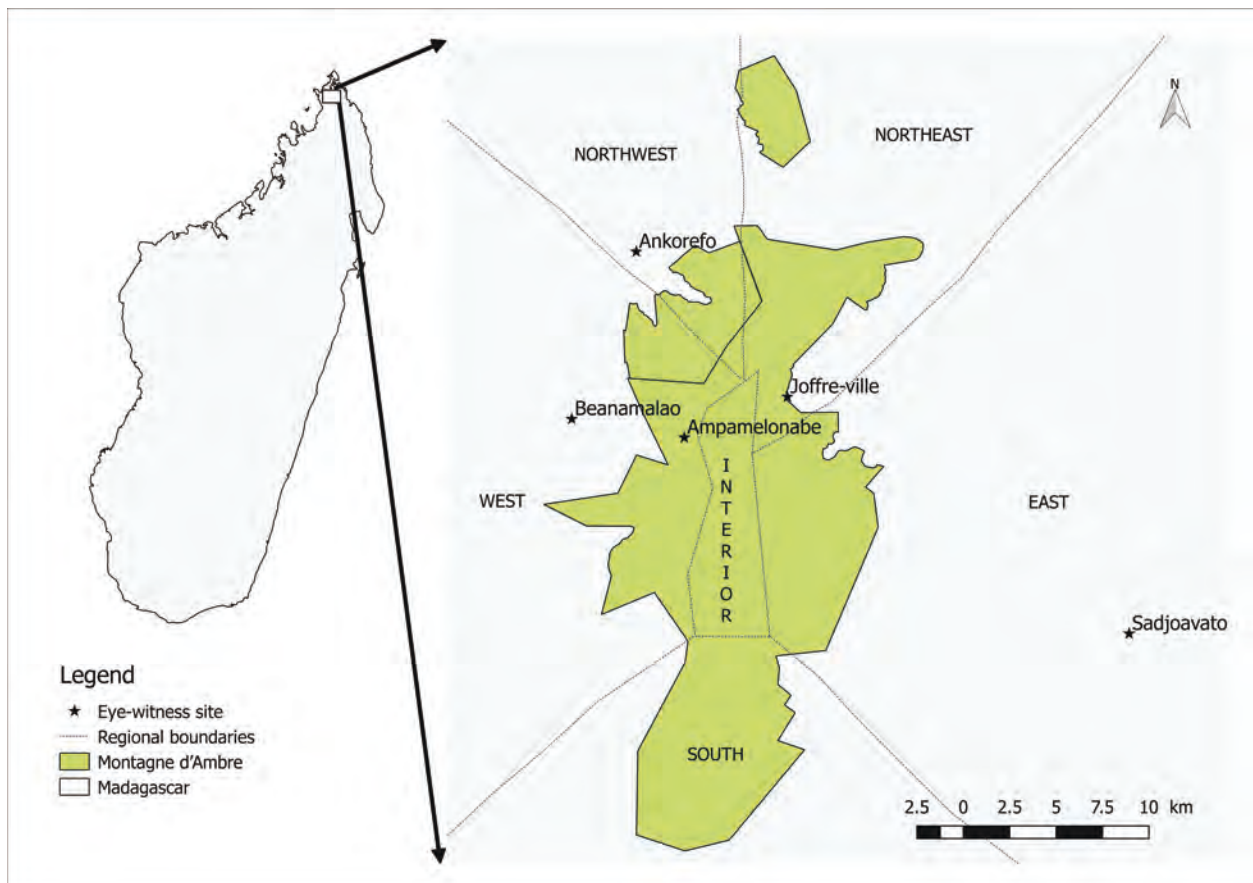 N
NORTHWEST
NORTHEAST
Ankorefo
Joffre-ville
Beanamalao
Ampamelonabe
WEST
INTERIOR
EAST
Sadjoavato
SOUTH
Legend
Eye-witness site
Regional boundaries
Montagne d'Ambre
Madagascar
2.5 0 2.5 5 7.5 10 km